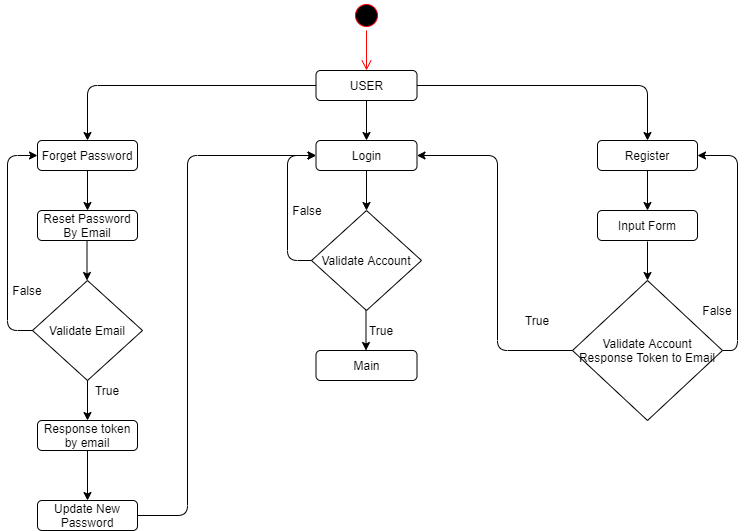 USER
Forget Password
Login
Register
Reset Password
By Email
False
Input Form
Validate Account
False
Validate Email
True
Main
True
False
Validate Account
Response Token to Email
True
Response token
by email
Update New
Password